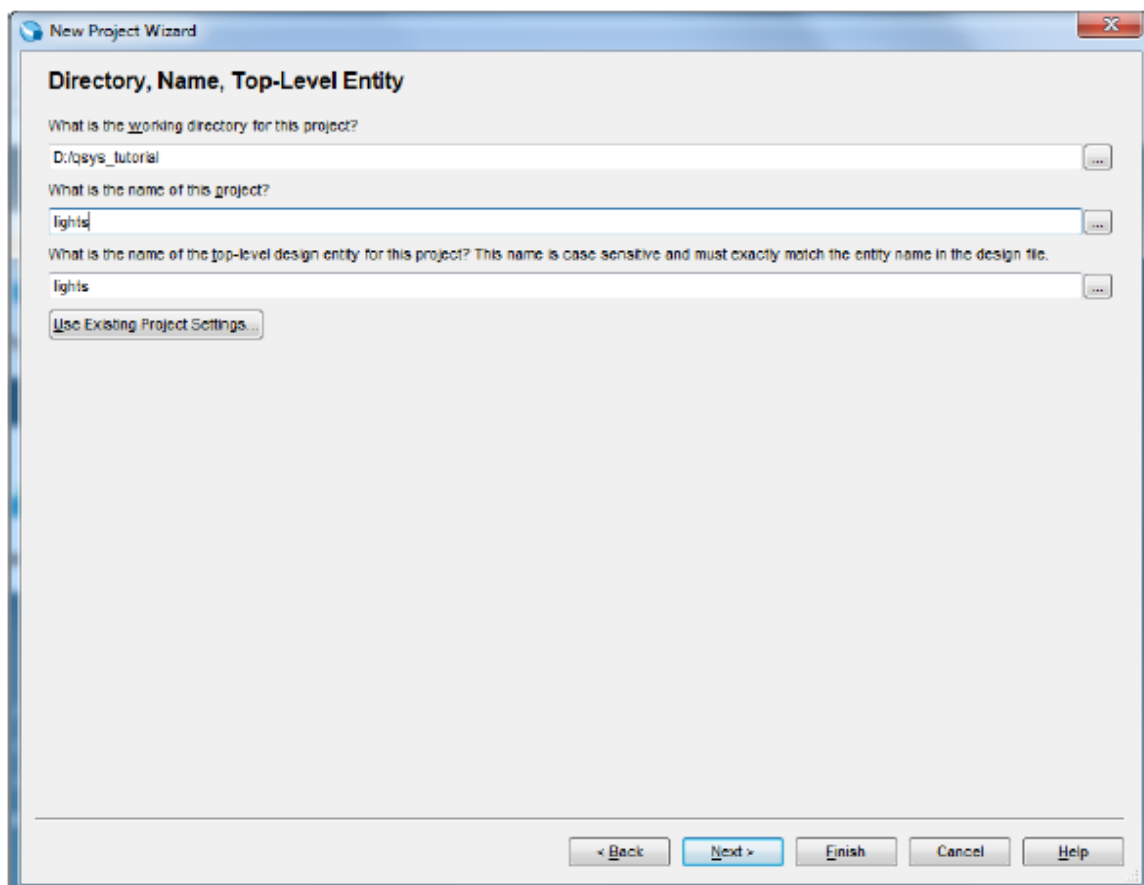 New Project Wizard
Directory, Name, Top-Level Entity
What is the working directory for this project?
D:/qsys_tutorial
...
What is the name of this project?
lights
...
What is the name of the top-level design entity for this project? This name is case sensitive and must exactly match the entity name in the design file.
lights
...
Use Existing Project Settings...
< Back
Next >
Finish
Cancel
Help